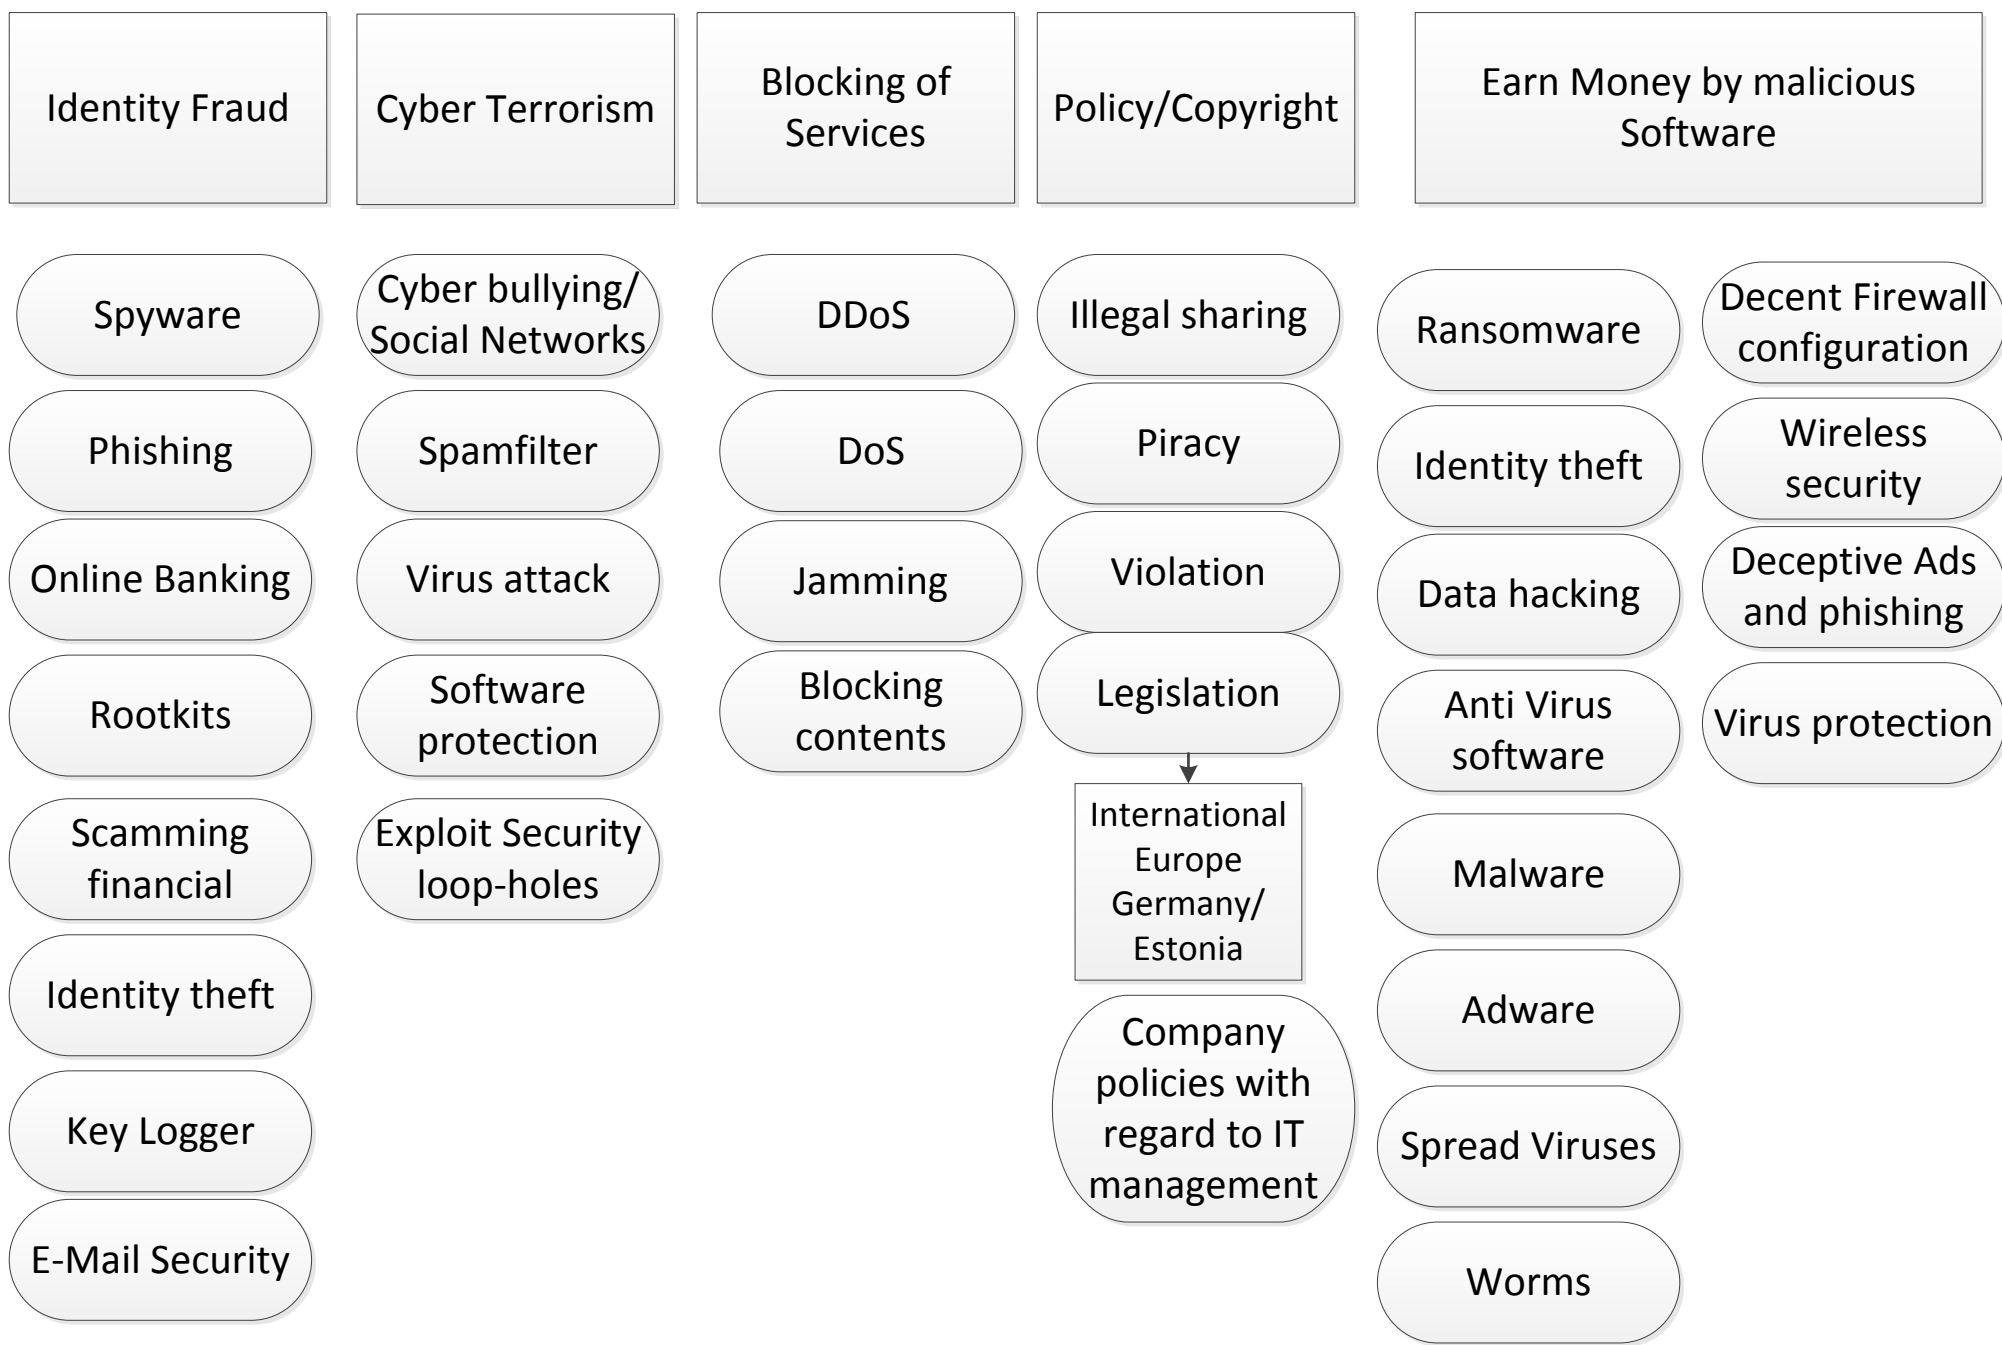 Identity Fraud
Cyber Terrorism
Blocking of
Services
Policy/Copyright
Earn Money by malicious
Software
Spyware
Phishing
Online Banking
Rootkits
Scamming
financial
Identity theft
Key Logger
E-Mail Security
Cyber bullying/
Social Networks
Spamfilter
Virus attack
Software
protection
Exploit Security
loop-holes
DDoS
DoS
Jamming
Blocking
contents
Illegal sharing
Piracy
Violation
Legislation
International
Europe
Germany/
Estonia
Company
policies with
regard to IT
management
Ransomware
Identity theft
Data hacking
Anti Virus
software
Malware
Adware
Spread Viruses
Worms
Decent Firewall
configuration
Wireless
security
Deceptive Ads
and phishing
Virus protection